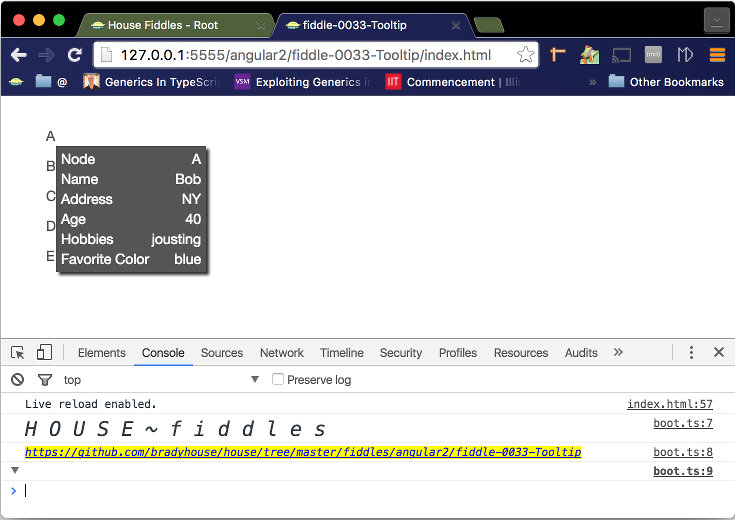 House Fiddles - Root
fiddle-0033-Tooltip
127.0.0.1:5555/angular2/fiddle-0033-Tooltip/index.html
@ Generics In TypeScri VSM Exploiting Generics in IIT Commencement | Illin » Other Bookmarks
A
B
C
D
E
Node A
Name Bob
Address NY
Age 40
Hobbies jousting
Favorite Color blue
Elements Console Sources Network Timeline Security Profiles Resources Audits »
top Preserve log
Live reload enabled. index.html:57
H O U S E ~ f i d d l e s boot.ts:7
https://github.com/bradyhouse/house/tree/master/fiddles/angular2/fiddle-0033-Tooltip boot.ts:8
boot.ts:9
>